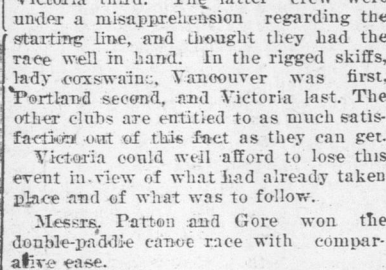 Victoria third. The latter crew were
under a misapprehension regarding the
starting line, and thought they had the
race well in hand. In the rigged skiffs,
lady coxswains, Vancouver was first,
Portland second, and Victoria last. The
other clubs are entitled to as much satis-
faction out of this fact as they can get.
Victoria could well afford to lose this
event in view of what had already taken
place and of what was to follow.
Messrs. Patton and Gore won the
double-paddle canoe race with compar-
ative ease.